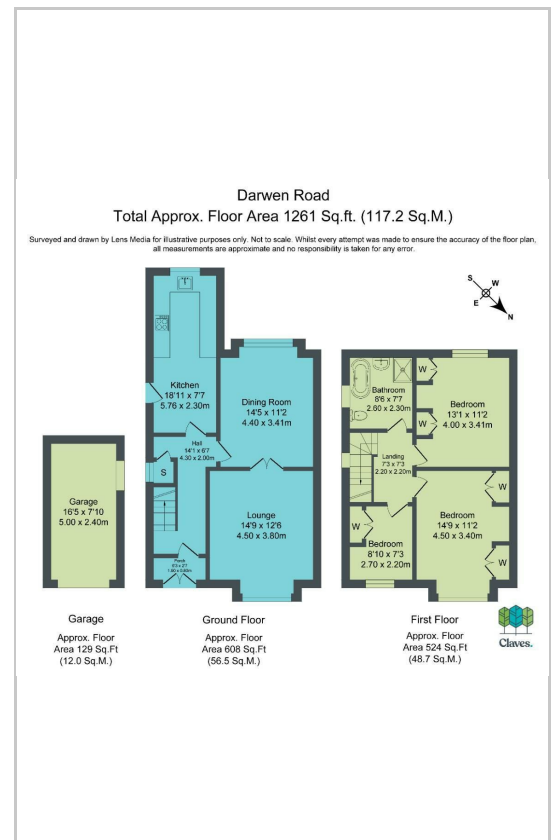 Darwen Road
Total Approx. Floor Area 1261 Sq.ft. (117.2 Sq.M.)
Surveyed and drawn by Lens Media for illustrative purposes only. Not to scale. Whilst every attempt was made to ensure the accuracy of the floor plan,
all measurements are approximate and no responsibility is taken for any error.
S
W
E
N
Kitchen
18'11 x 7'7
5.76 x 2.30m
Dining Room
14'5 x 11'2
4.40 x 3.41m
Hall
14'1 x 6'7
4.30 x 2.00m
S
Lounge
14'9 x 12'6
4.50 x 3.80m
Porch
Garage
16'5 x 7'10
5.00 x 2.40m
Bathroom
8'6 x 7'7
2.60 x 2.30m
W
Bedroom
13'1 x 11'2
4.00 x 3.41m
W
Landing
7'3 x 7'3
2.20 x 2.20m
W
W
Bedroom
14'9 x 11'2
4.50 x 3.40m
Bedroom
8'10 x 7'3
2.70 x 2.20m
W
Garage
Approx. Floor
Area 129 Sq.Ft
(12.0 Sq.M.)
Ground Floor
Approx. Floor
Area 608 Sq.Ft
(56.5 Sq.M.)
First Floor
Approx. Floor
Area 524 Sq.Ft
(48.7 Sq.M.)
Claves.